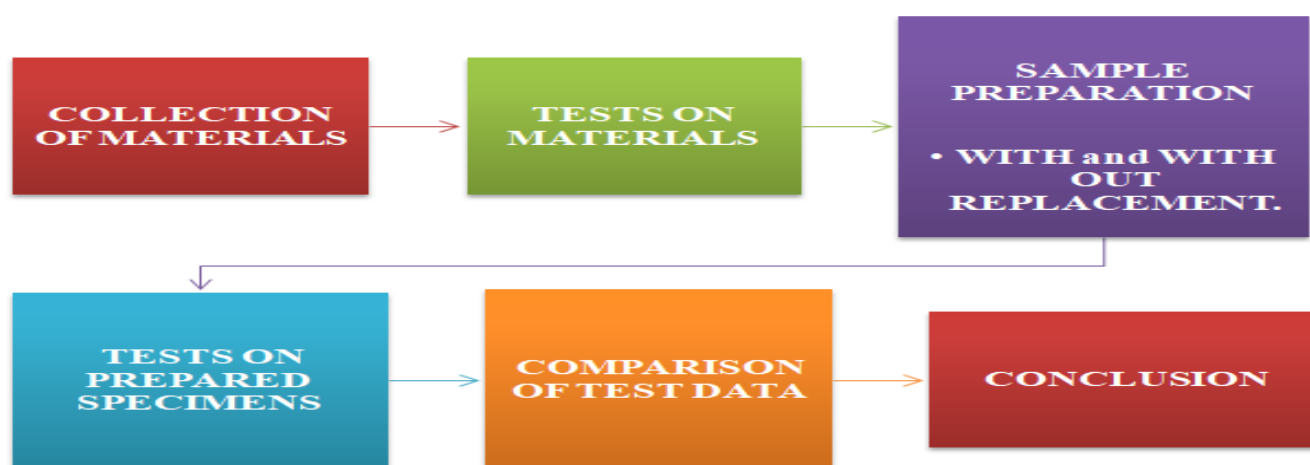 COLLECTION
OF MATERIALS
TESTS ON
MATERIALS
SAMPLE
PREPARATION
• WITH and WITH
OUT
REPLACEMENT.
TESTS ON
PREPARED
SPECIMENS
COMPARISON
OF TEST DATA
CONCLUSION